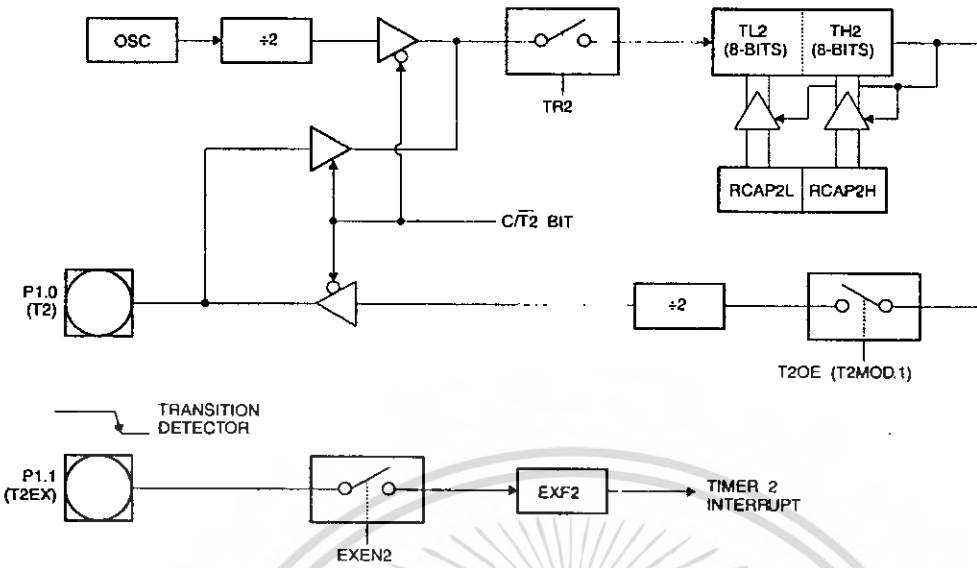 OSC
÷2
TR2
TL2
(8-BITS)
TH2
(8-BITS)
RCAP2L
RCAP2H
C/T2̅ BIT
P1.0
(T2)
÷2
T2OE (T2MOD.1)
TRANSITION
DETECTOR
P1.1
(T2EX)
EXEN2
EXF2
TIMER 2
INTERRUPT